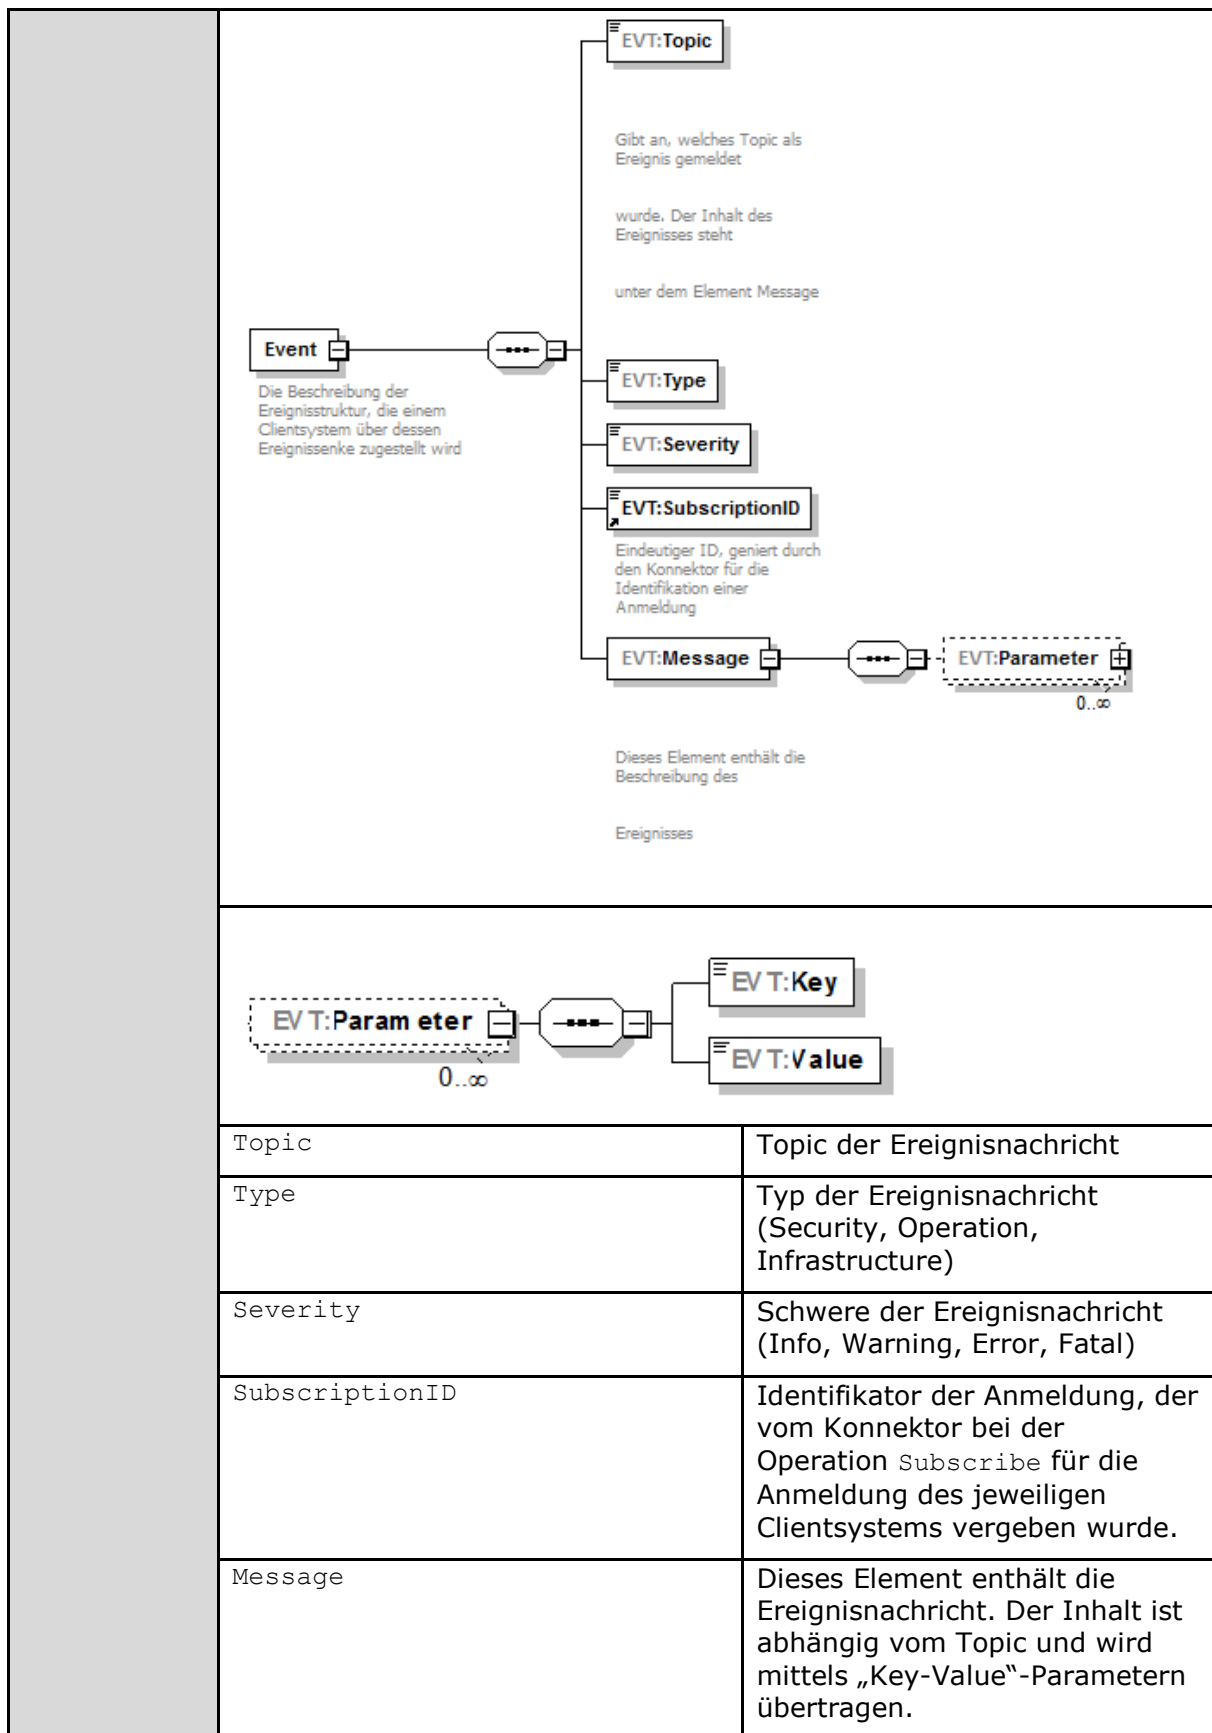 EVT:Topic
Gibt an, welches Topic als
Ereignis gemeldet
wurde. Der Inhalt des
Ereignisses steht
unter dem Element Message
Event
Die Beschreibung der
Ereignisstruktur, die einem
Clientsystem über dessen
Ereignissenke zugestellt wird
EVT:Type
EVT:Severity
EVT:SubscriptionID
Eindeutiger ID, geniert durch
den Konnektor für die
Identifikation einer
Anmeldung
EVT:Message
EVT:Parameter
0..∞
Dieses Element enthält die
Beschreibung des
Ereignisses
EVT:Parameter
0..∞
EVT:Key
EVT:Value
Topic
Topic der Ereignisnachricht
Type
Typ der Ereignisnachricht
(Security, Operation,
Infrastructure)
Severity
Schwere der Ereignisnachricht
(Info, Warning, Error, Fatal)
SubscriptionID
Identifikator der Anmeldung, der
vom Konnektor bei der
Operation Subscribe für die
Anmeldung des jeweiligen
Clientsystems vergeben wurde.
Message
Dieses Element enthält die
Ereignisnachricht. Der Inhalt ist
abhängig vom Topic und wird
mittels „Key-Value“-Parametern
übertragen.